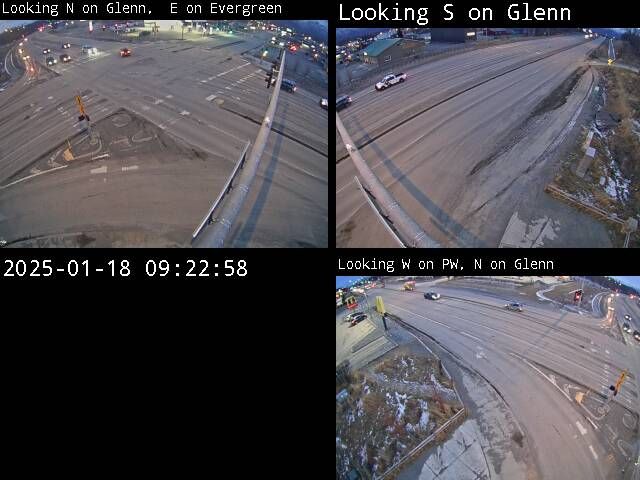 Looking N on Glenn,  E on Evergreen
Looking S on Glenn
2025-01-18 09:22:58
Looking W on PW, N on Glenn